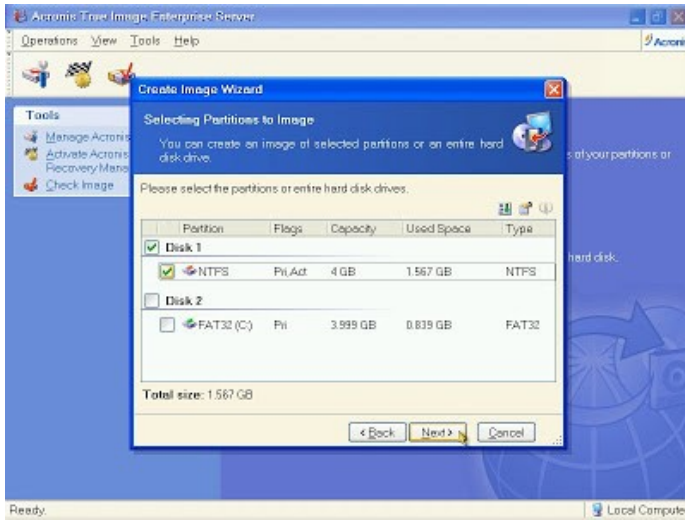 Acronis True Image Enterprise Server
Operations View Tools Help
Acroni
Create Image Wizard
Selecting Partitions to Image
You can create an image of selected partitions or an entire hard
disk drive.
Tools
Manage Acronis
Activate Acronis
Recovery Mana
Check Image
s of your partitions or
hard disk.
Please select the partitions or entire hard disk drives.
Partition Flags Capacity Used Space Type
Disk 1
NTFS Pri,Act 4 GB 1.567 GB NTFS
Disk 2
FAT32 (C:) Pri 3.999 GB 0.839 GB FAT32
Total size: 1.567 GB
< Back Next > Cancel
Ready.
Local Compute